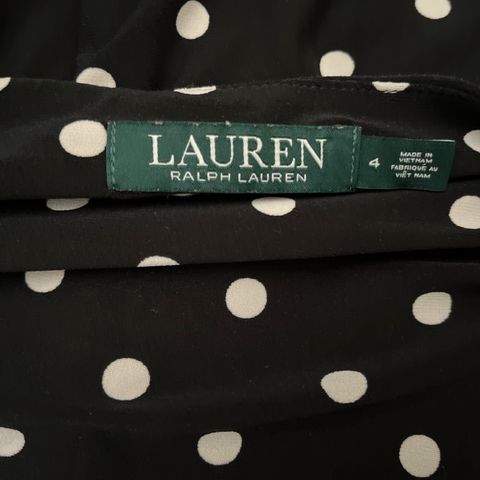 LAUREN
RALPH LAUREN
4
MADE IN
VIETNAM
FABRIQUÉ AU
VIÊT NAM